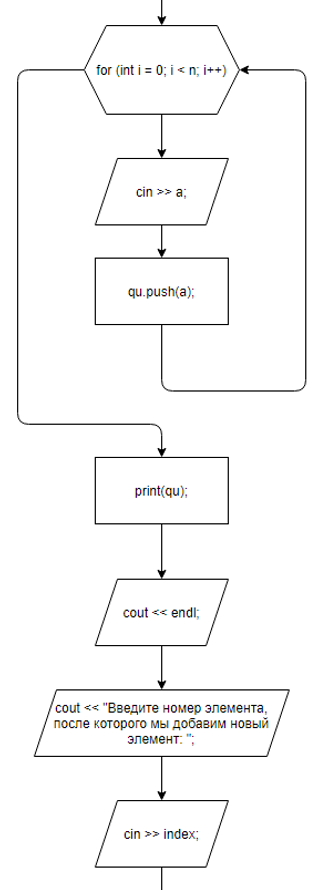 for (int i = 0; i < n; i++)
cin >> a;
qu.push(a);
print(qu);
cout << endl;
cout << "Введите номер элемента,
после которого мы добавим новый
элемент: ";
cin >> index;